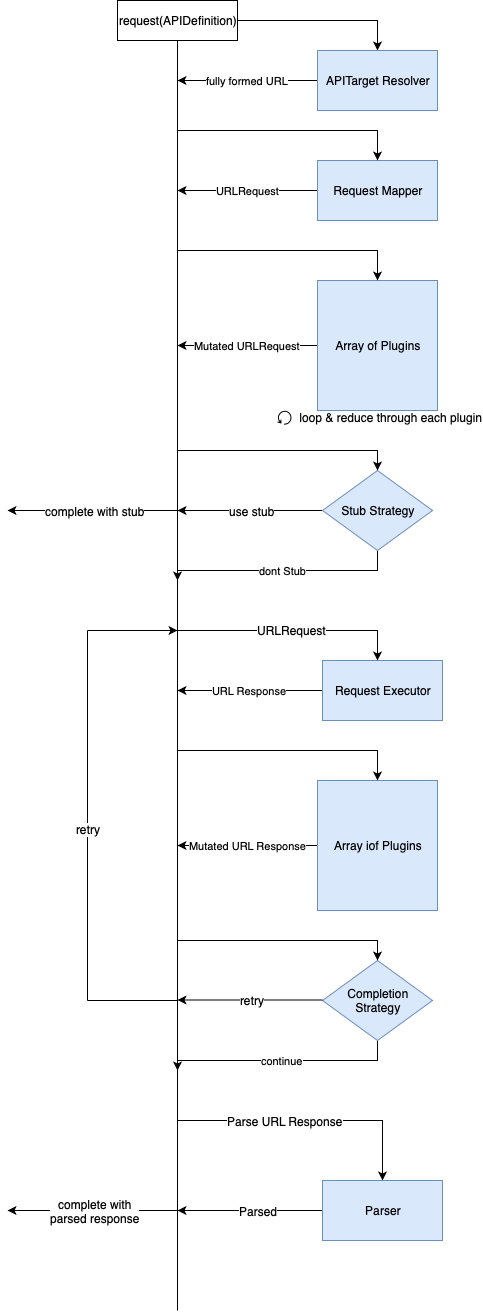 request(APIDefinition)
fully formed URL
APITarget Resolver
URLRequest
Request Mapper
Mutated URLRequest
Array of Plugins
loop & reduce through each plugin
complete with stub
use stub
Stub Strategy
dont Stub
URLRequest
URL Response
Request Executor
retry
Mutated URL Response
Array iof Plugins
retry
Completion
Strategy
continue
Parse URL Response
complete with
parsed response
Parsed
Parser